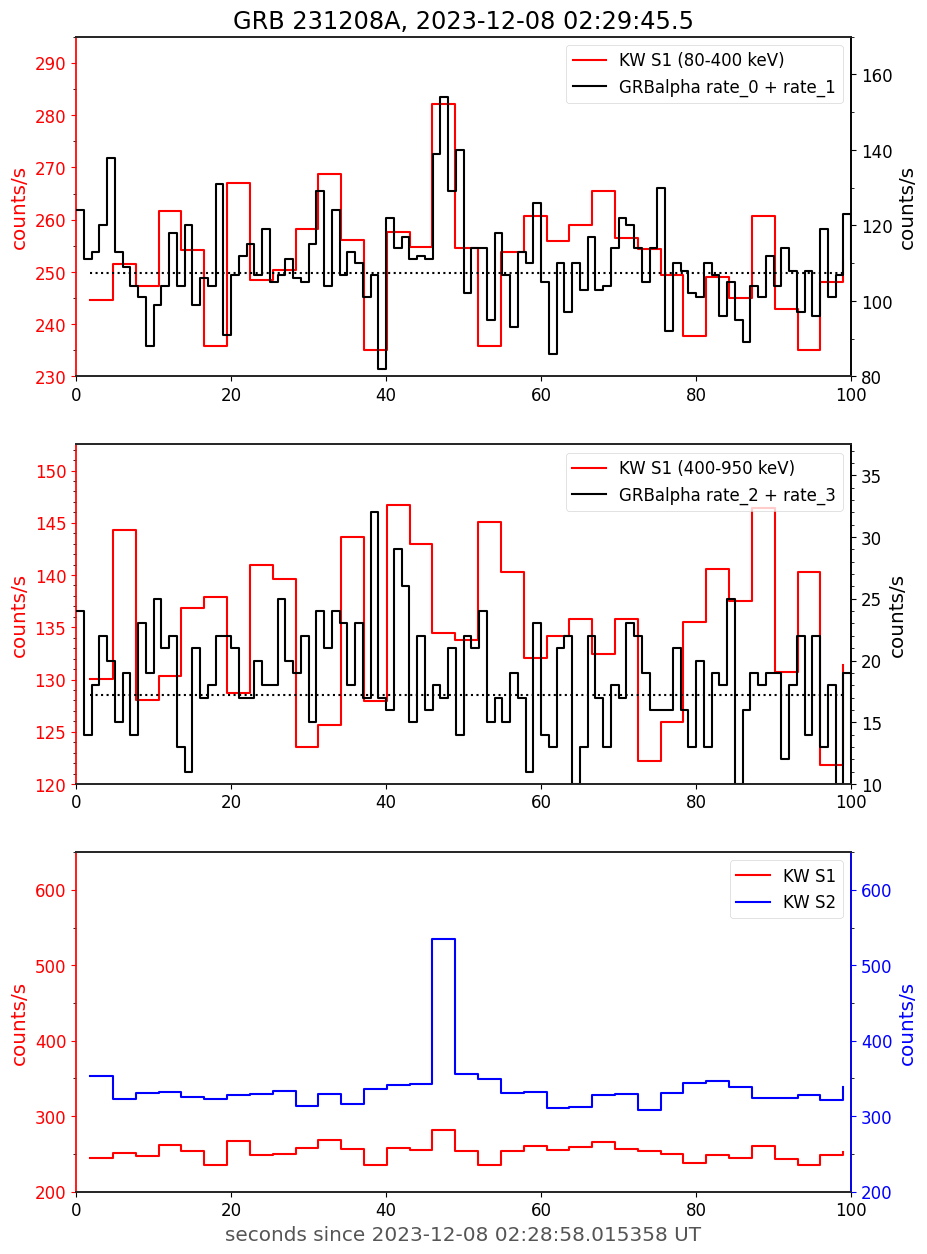 GRB 231208A, 2023-12-08 02:29:45.5
KW S1 (80-400 keV)
GRBalpha rate_0 + rate_1
290
280
270
260
250
240
230
counts/s
160
140
120
100
80
counts/s
0 20 40 60 80 100
KW S1 (400-950 keV)
GRBalpha rate_2 + rate_3
150
145
140
135
130
125
120
counts/s
35
30
25
20
15
10
counts/s
0 20 40 60 80 100
KW S1
KW S2
600
500
400
300
200
counts/s
600
500
400
300
200
counts/s
0 20 40 60 80 100
seconds since 2023-12-08 02:28:58.015358 UT